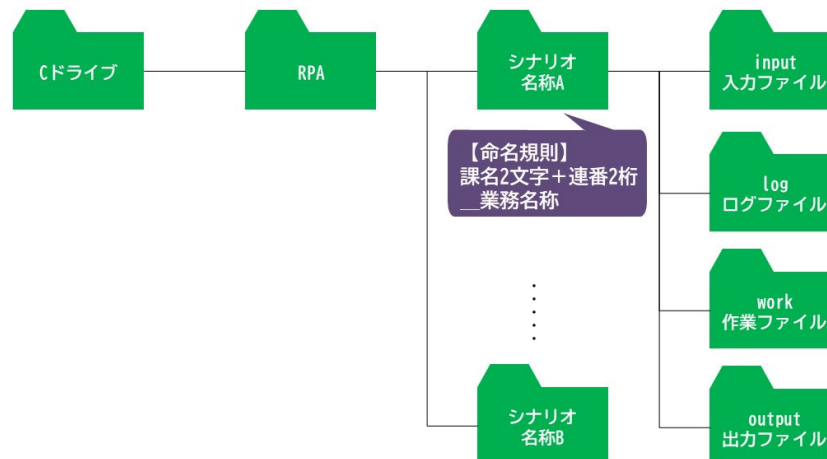 Cドライブ
RPA
シナリオ
名称A
input
入力ファイル
【命名規則】
課名2文字＋連番2桁
__業務名称
log
ログファイル
work
作業ファイル
シナリオ
名称B
output
出力ファイル